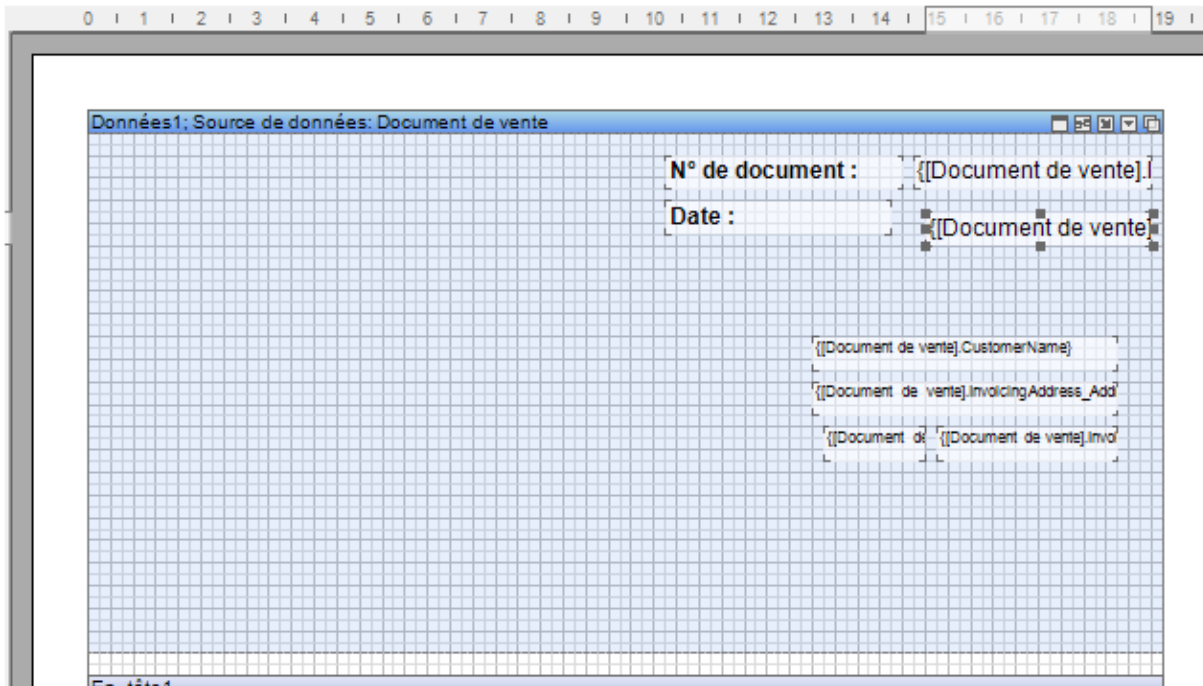 0 1 2 3 4 5 6 7 8 9 10 11 12 13 14 15 16 17 18 19
Données1; Source de données: Document de vente
N° de document : {[Document de vente].
Date : {[Document de vente]
{[Document de vente].CustomerName}
{[Document de vente].InvoicingAddress_Add
{[Document de {[Document de vente].Invoi
En-tête1